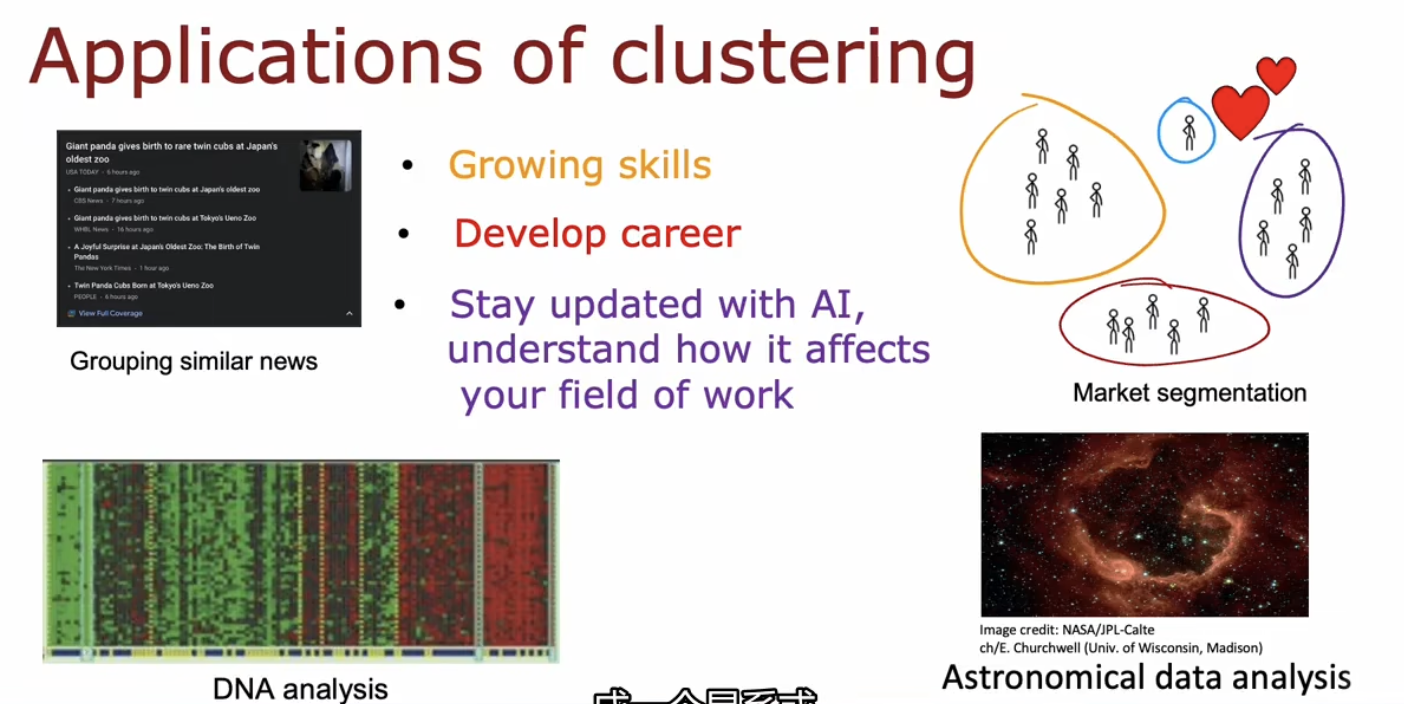 Applications of clustering
Giant panda gives birth to rare twin cubs at Japan's
oldest zoo
USA TODAY · 6 hours ago
• Giant panda gives birth to twin cubs at Japan's oldest zoo
CBS News · 7 hours ago
• Giant panda gives birth to twin cubs at Tokyo's Ueno Zoo
WHBL News · 16 hours ago
• A Joyful Surprise at Japan's Oldest Zoo: The Birth of Twin
Pandas
The New York Times · 1 hour ago
• Twin Panda Cubs Born at Tokyo's Ueno Zoo
PEOPLE · 6 hours ago
View Full Coverage
Grouping similar news
• Growing skills
• Develop career
• Stay updated with AI,
understand how it affects
your field of work
Market segmentation
DNA analysis
Image credit: NASA/JPL-Calte
ch/E. Churchwell (Univ. of Wisconsin, Madison)
Astronomical data analysis